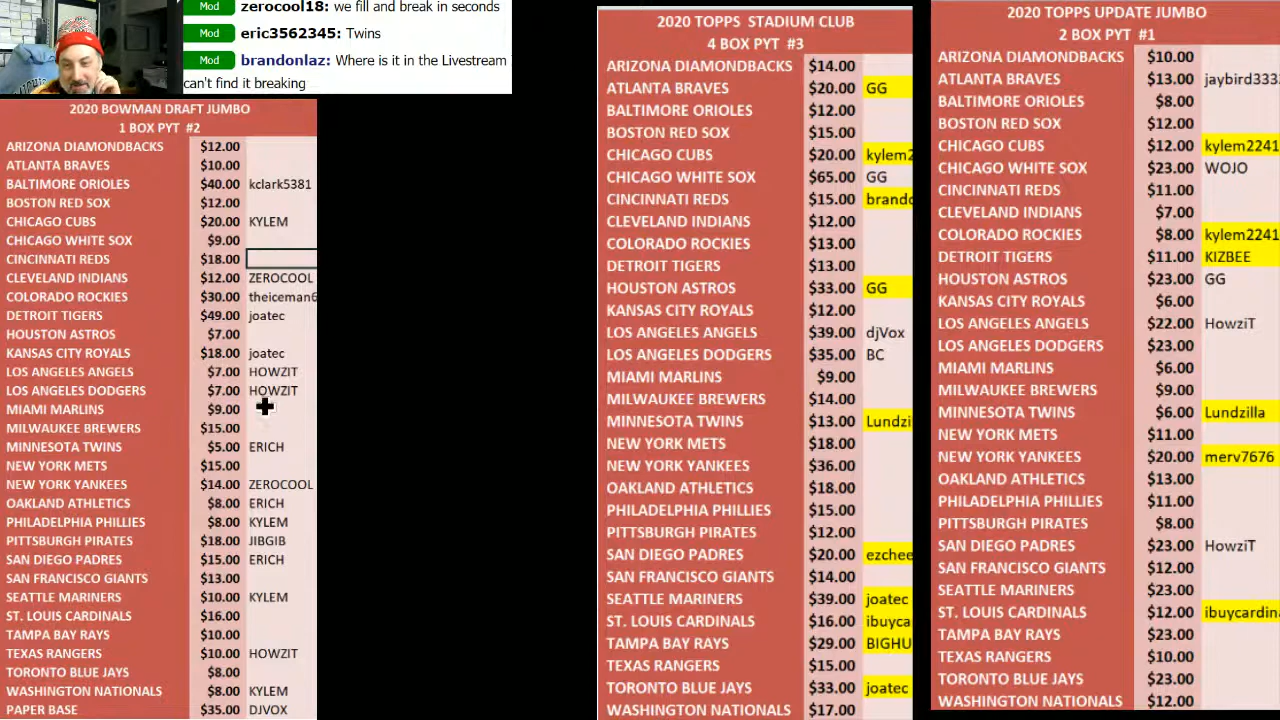 Mod zerocool18: we fill and break in seconds
Mod eric3562345: Twins
Mod brandonlaz: Where is it in the Livestream I
can't find it breaking
2020 BOWMAN DRAFT JUMBO
1 BOX PYT #2
ARIZONA DIAMONDBACKS $12.00
ATLANTA BRAVES $10.00
BALTIMORE ORIOLES $40.00 kclark5381
BOSTON RED SOX $12.00
CHICAGO CUBS $20.00 KYLEM
CHICAGO WHITE SOX $9.00
CINCINNATI REDS $18.00
CLEVELAND INDIANS $12.00 ZEROCOOL
COLORADO ROCKIES $30.00 theiceman6
DETROIT TIGERS $49.00 joatec
HOUSTON ASTROS $7.00
KANSAS CITY ROYALS $18.00 joatec
LOS ANGELES ANGELS $7.00 HOWZIT
LOS ANGELES DODGERS $7.00 HOWZIT
MIAMI MARLINS $9.00
MILWAUKEE BREWERS $15.00
MINNESOTA TWINS $5.00 ERICH
NEW YORK METS $15.00
NEW YORK YANKEES $14.00 ZEROCOOL
OAKLAND ATHLETICS $8.00 ERICH
PHILADELPHIA PHILLIES $8.00 KYLEM
PITTSBURGH PIRATES $18.00 JIBGIB
SAN DIEGO PADRES $15.00 ERICH
SAN FRANCISCO GIANTS $13.00
SEATTLE MARINERS $10.00 KYLEM
ST. LOUIS CARDINALS $16.00
TAMPA BAY RAYS $10.00
TEXAS RANGERS $10.00 HOWZIT
TORONTO BLUE JAYS $8.00
WASHINGTON NATIONALS $8.00 KYLEM
PAPER BASE $35.00 DJVOX
2020 TOPPS STADIUM CLUB
4 BOX PYT #3
ARIZONA DIAMONDBACKS $14.00
ATLANTA BRAVES $20.00 GG
BALTIMORE ORIOLES $12.00
BOSTON RED SOX $15.00
CHICAGO CUBS $20.00 kylem2
CHICAGO WHITE SOX $65.00 GG
CINCINNATI REDS $15.00 brando
CLEVELAND INDIANS $12.00
COLORADO ROCKIES $13.00
DETROIT TIGERS $13.00
HOUSTON ASTROS $33.00 GG
KANSAS CITY ROYALS $12.00
LOS ANGELES ANGELS $39.00 djVox
LOS ANGELES DODGERS $35.00 BC
MIAMI MARLINS $9.00
MILWAUKEE BREWERS $14.00
MINNESOTA TWINS $13.00 Lundzi
NEW YORK METS $18.00
NEW YORK YANKEES $36.00
OAKLAND ATHLETICS $18.00
PHILADELPHIA PHILLIES $15.00
PITTSBURGH PIRATES $12.00
SAN DIEGO PADRES $20.00 ezchee
SAN FRANCISCO GIANTS $14.00
SEATTLE MARINERS $39.00 joatec
ST. LOUIS CARDINALS $16.00 ibuyca
TAMPA BAY RAYS $29.00 BIGHU
TEXAS RANGERS $15.00
TORONTO BLUE JAYS $33.00 joatec
WASHINGTON NATIONALS $17.00
2020 TOPPS UPDATE JUMBO
2 BOX PYT #1
ARIZONA DIAMONDBACKS $10.00
ATLANTA BRAVES $13.00 jaybird333
BALTIMORE ORIOLES $8.00
BOSTON RED SOX $12.00
CHICAGO CUBS $12.00 kylem2241
CHICAGO WHITE SOX $23.00 WOJO
CINCINNATI REDS $11.00
CLEVELAND INDIANS $7.00
COLORADO ROCKIES $8.00 kylem2241
DETROIT TIGERS $11.00 KIZBEE
HOUSTON ASTROS $23.00 GG
KANSAS CITY ROYALS $6.00
LOS ANGELES ANGELS $22.00 HowziT
LOS ANGELES DODGERS $23.00
MIAMI MARLINS $6.00
MILWAUKEE BREWERS $9.00
MINNESOTA TWINS $6.00 Lundzilla
NEW YORK METS $11.00
NEW YORK YANKEES $20.00 merv7676
OAKLAND ATHLETICS $13.00
PHILADELPHIA PHILLIES $11.00
PITTSBURGH PIRATES $8.00
SAN DIEGO PADRES $23.00 HowziT
SAN FRANCISCO GIANTS $12.00
SEATTLE MARINERS $23.00
ST. LOUIS CARDINALS $12.00 ibuycardin
TAMPA BAY RAYS $23.00
TEXAS RANGERS $10.00
TORONTO BLUE JAYS $23.00
WASHINGTON NATIONALS $12.00